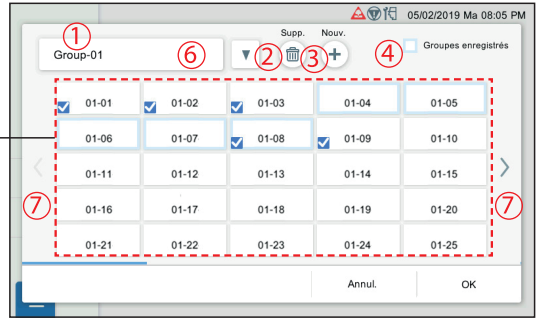 05/02/2019 Ma 08:05 PM
Supp. Nouv.
1 Group-01 6 2 3 4 Groupes enregistrés
01-01 01-02 01-03 01-04 01-05
01-06 01-07 01-08 01-09 01-10
01-11 01-12 01-13 01-14 01-15
7 01-16 01-17 01-18 01-19 01-20 7
01-21 01-22 01-23 01-24 01-25
Annul. OK